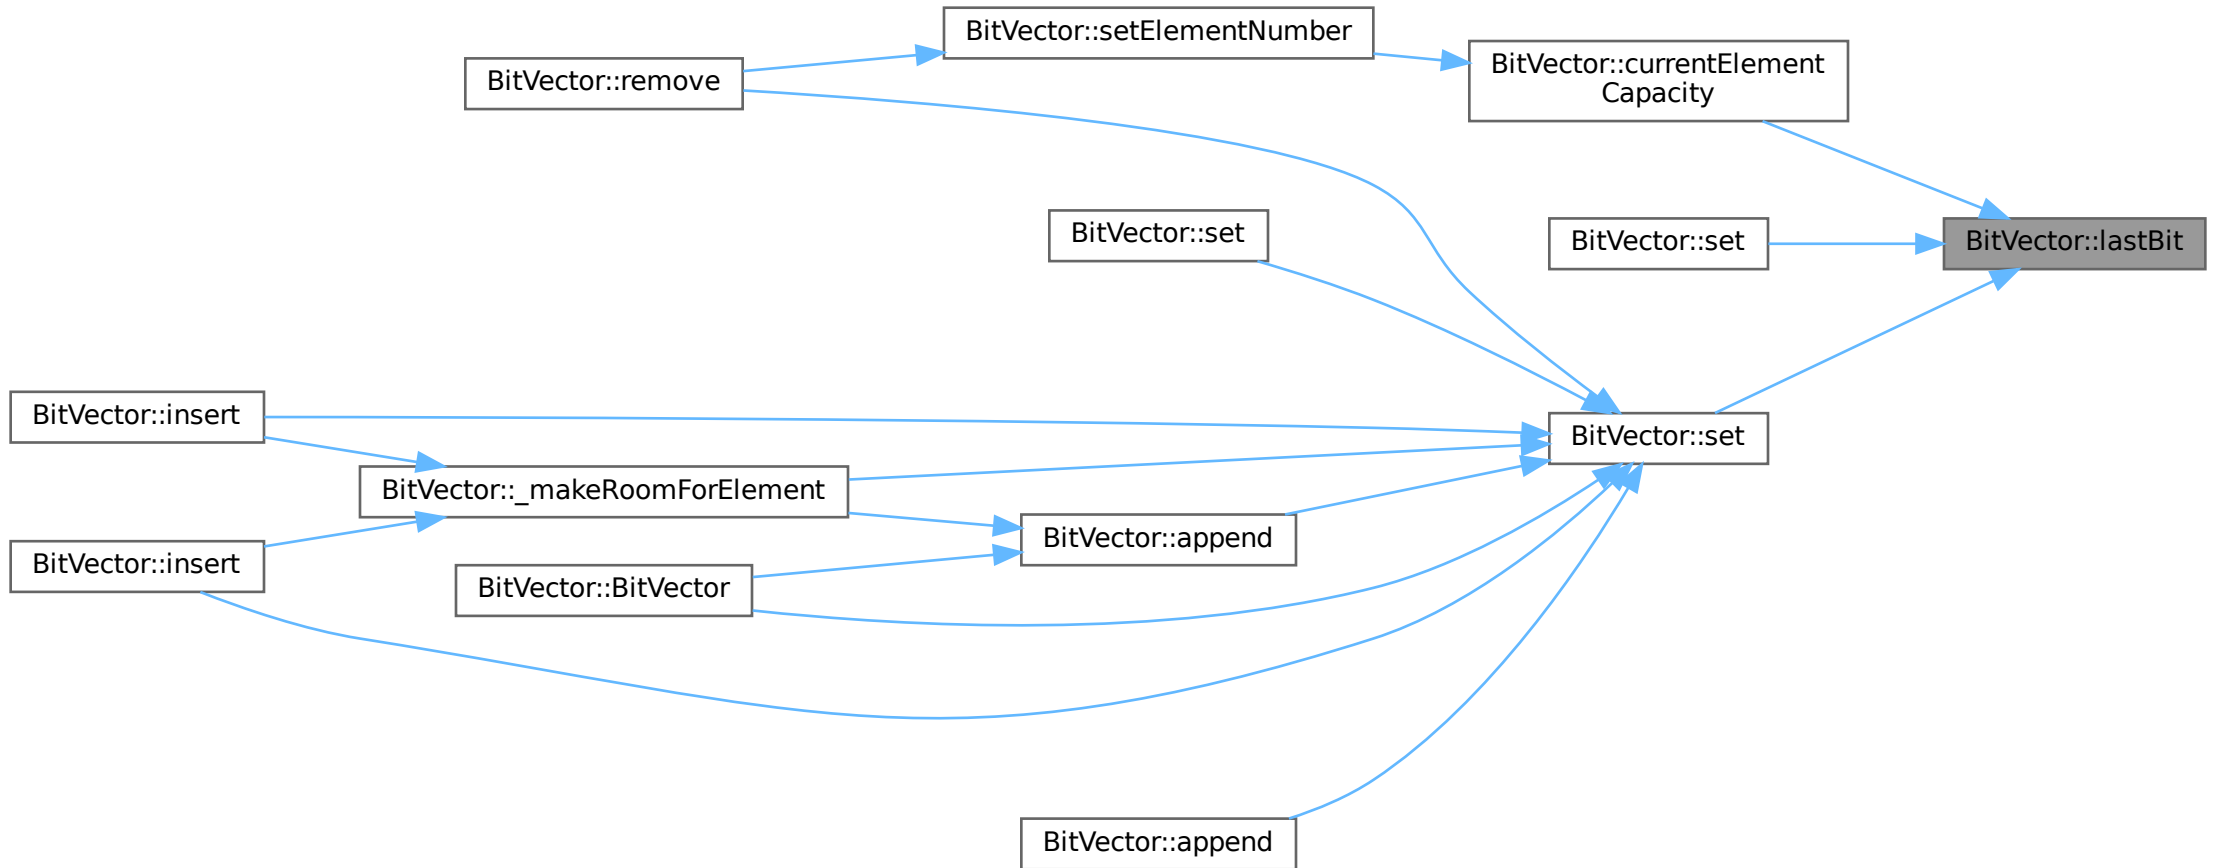 BitVector::setElementNumber
BitVector::currentElement
Capacity
BitVector::remove
BitVector::set
BitVector::set
BitVector::lastBit
BitVector::insert
BitVector::set
BitVector::_makeRoomForElement
BitVector::append
BitVector::insert
BitVector::BitVector
BitVector::append